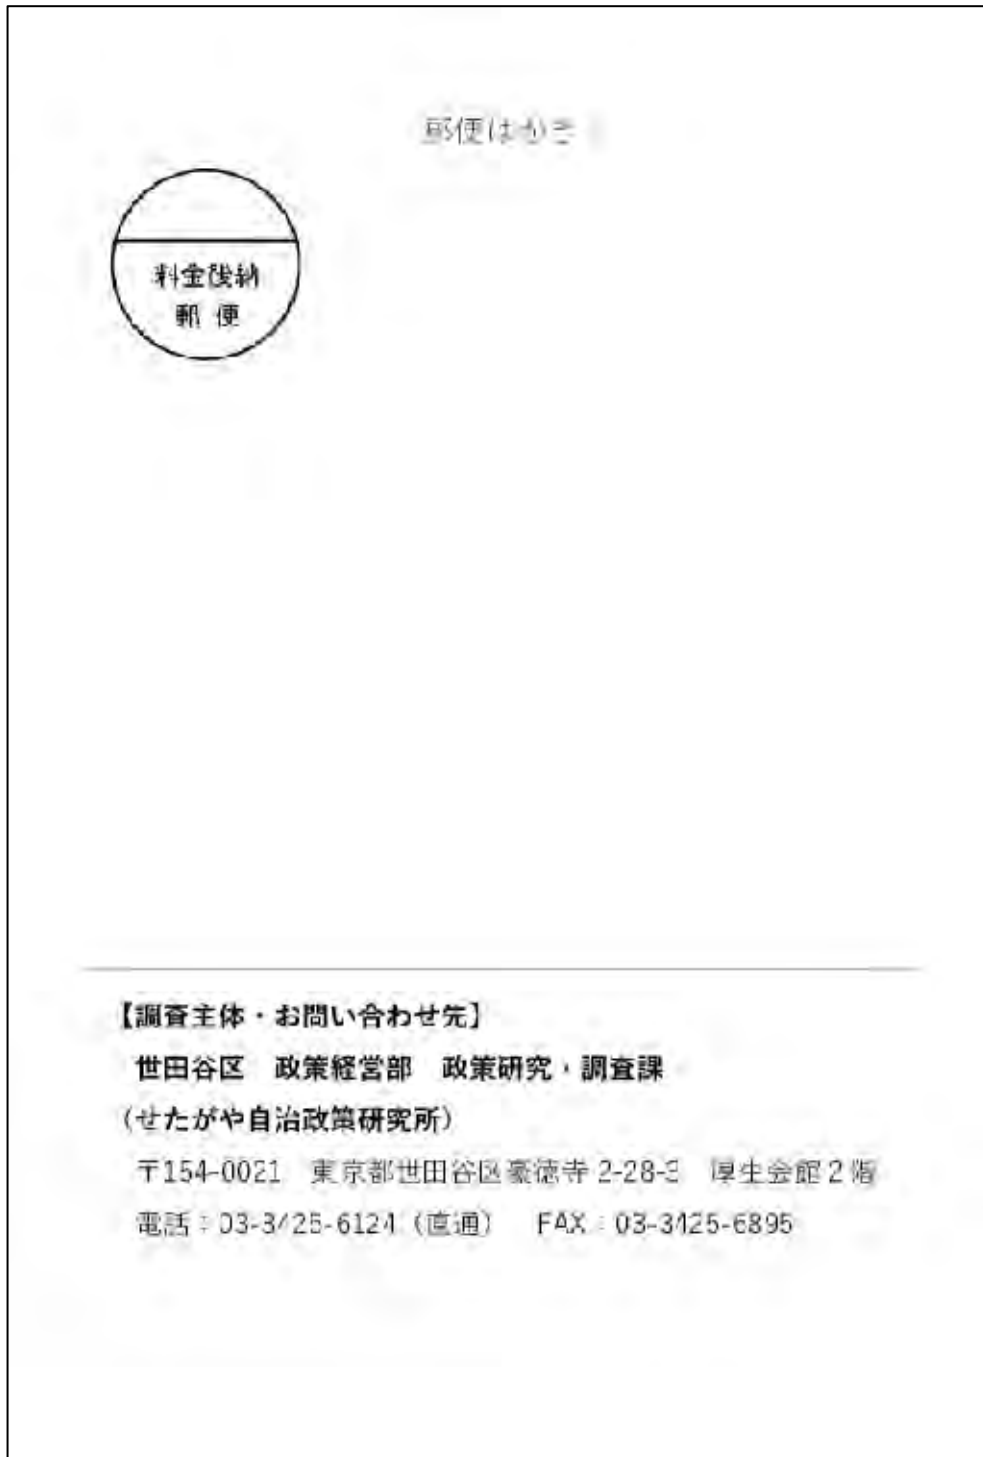 郵便はがき
料金後納
郵便
【調査主体・お問い合わせ先】
世田谷区　政策経営部　政策研究・調査課
（せたがや自治政策研究所）
〒154-0021　東京都世田谷区豪徳寺 2-28-3　厚生会館２階
電話：03-3425-6124（直通）　FAX：03-3425-6895